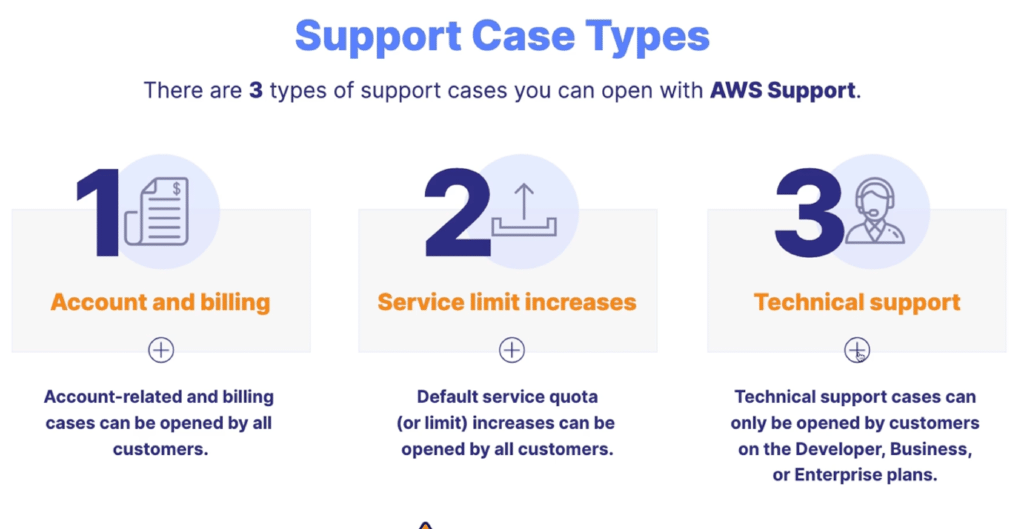 Support Case Types
There are 3 types of support cases you can open with AWS Support.
1
$
Account and billing
Account-related and billing
cases can be opened by all
customers.
2
Service limit increases
Default service quota
(or limit) increases can be
opened by all customers.
3
Technical support
Technical support cases can
only be opened by customers
on the Developer, Business,
or Enterprise plans.